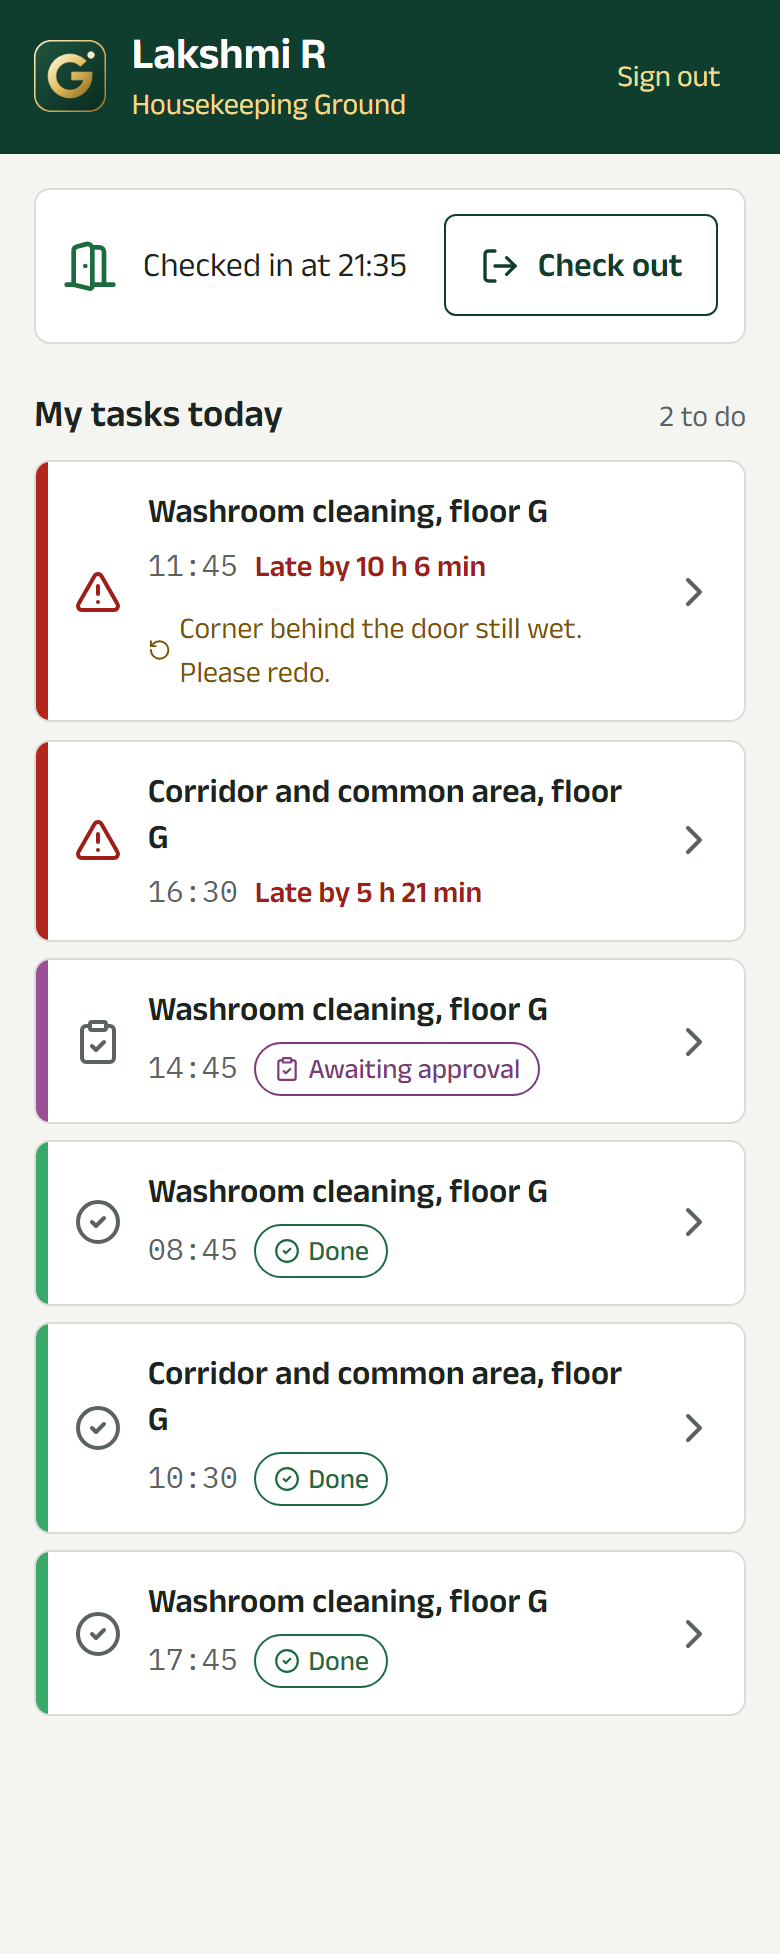 G
Lakshmi R
Housekeeping Ground
Sign out
Checked in at 21:35
Check out
My tasks today
2 to do
Washroom cleaning, floor G
11:45 Late by 10 h 6 min
Corner behind the door still wet.
Please redo.
Corridor and common area, floor
G
16:30 Late by 5 h 21 min
Washroom cleaning, floor G
14:45 Awaiting approval
Washroom cleaning, floor G
08:45 Done
Corridor and common area, floor
G
10:30 Done
Washroom cleaning, floor G
17:45 Done